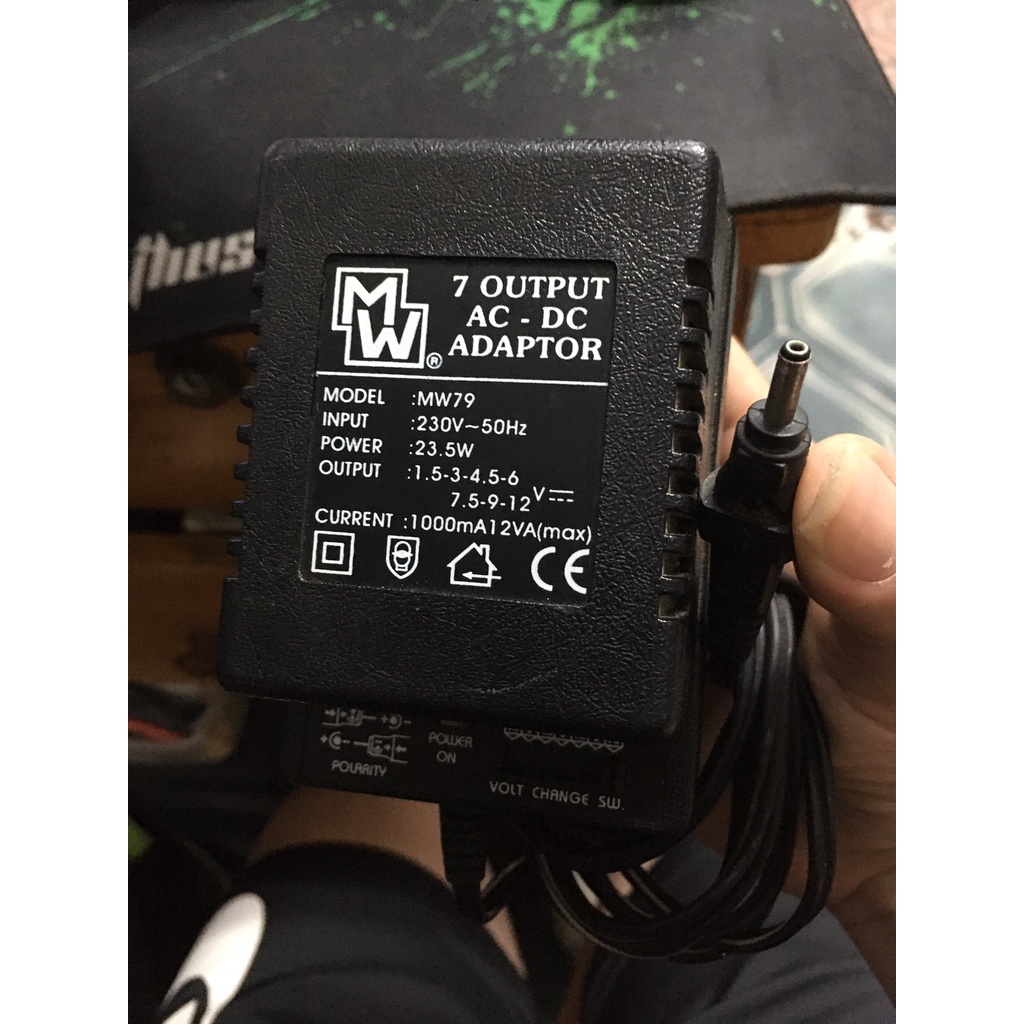 MW®
7 OUTPUT
AC - DC
ADAPTOR
MODEL :MW79
INPUT :230V~50Hz
POWER :23.5W
OUTPUT :1.5-3-4.5-6
7.5-9-12V
CURRENT :1000mA12VA(max)
CE
POLARITY
POWER
ON
VOLT CHANGE SW.